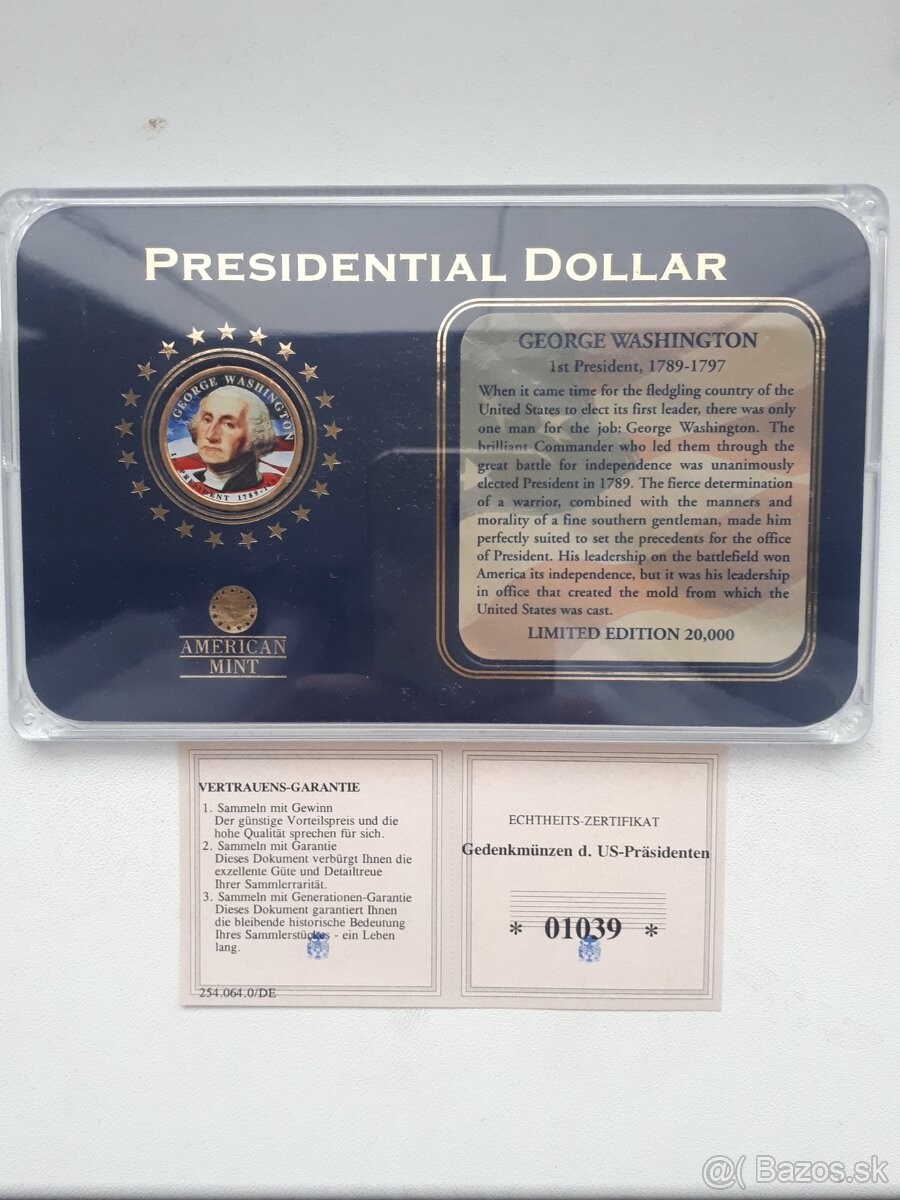 PRESIDENTIAL DOLLAR
GEORGE WASHINGTON
GEORGE WASHINGTON
1st President, 1789-1797
When it came time for the fledgling country of the
United States to elect its first leader, there was only
one man for the job: George Washington. The
brilliant Commander who led them through the
great battle for independence was unanimously
elected President in 1789. The fierce determination
of a warrior, combined with the manners and
morality of a fine southern gentleman, made him
perfectly suited to set the precedents for the office
of President. His leadership on the battlefield won
America its independence, but it was his leadership
in office that created the mold from which the
United States was cast.
LIMITED EDITION 20,000
AMERICAN
MINT
VERTRAUENS-GARANTIE
1. Sammeln mit Gewinn
Der günstige Vorteilspreis und die
hohe Qualität sprechen für sich.
2. Sammeln mit Garantie
Dieses Dokument verbürgt Ihnen die
exzellente Güte und Detailtreue
Ihrer Sammlerrarität.
3. Sammeln mit Generationen-Garantie
Dieses Dokument garantiert Ihnen
die bleibende historische Bedeutung
Ihres Sammlerstückes - ein Leben
lang.
254.064.0/DE
ECHTHEITS-ZERTIFIKAT
Gedenkmünzen d. US-Präsidenten
* 01039 *
@( Bazos.sk